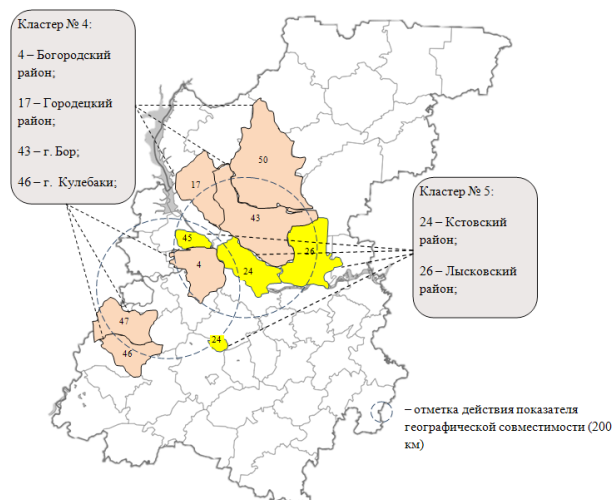 Кластер № 4:
4 – Богородский
район;
17 – Городецкий
район;
43 – г. Бор;
46 – г. Кулебаки;
50
17
43
45
4
24
26
47
46
24
Кластер № 5:
24 – Кстовский
район;
26 – Лысковский
район;
– отметка действия показателя
географической совместимости (200
км)